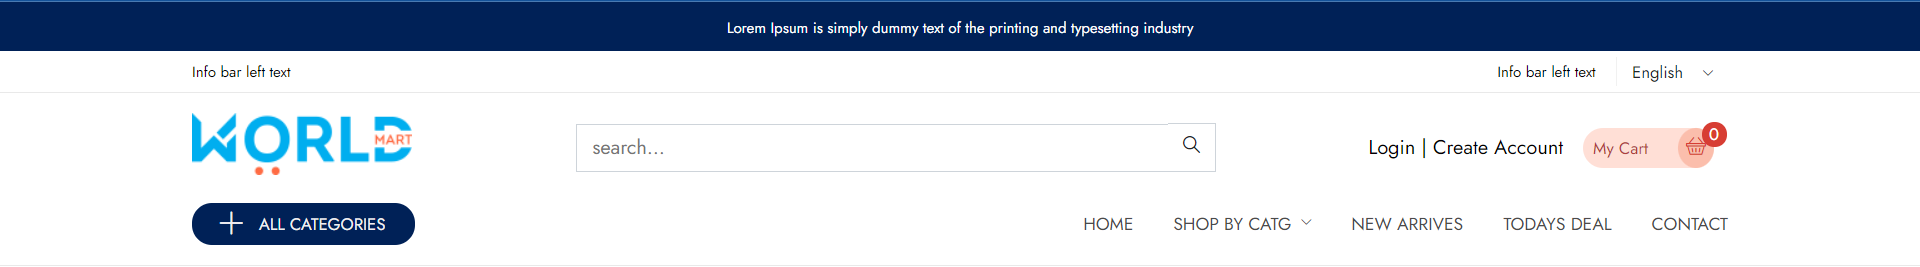 Lorem Ipsum is simply dummy text of the printing and typesetting industry
Info bar left text
Info bar left text
English
WORLD
MART
search...
Login | Create Account
My Cart
0
ALL CATEGORIES
HOME
SHOP BY CATG
NEW ARRIVES
TODAYS DEAL
CONTACT